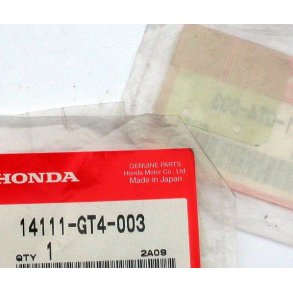 GENUINE PARTS
Honda Motor Co., Ltd
Made in Japan
HONDA
14111-GT4-003
QTY 1 2A09